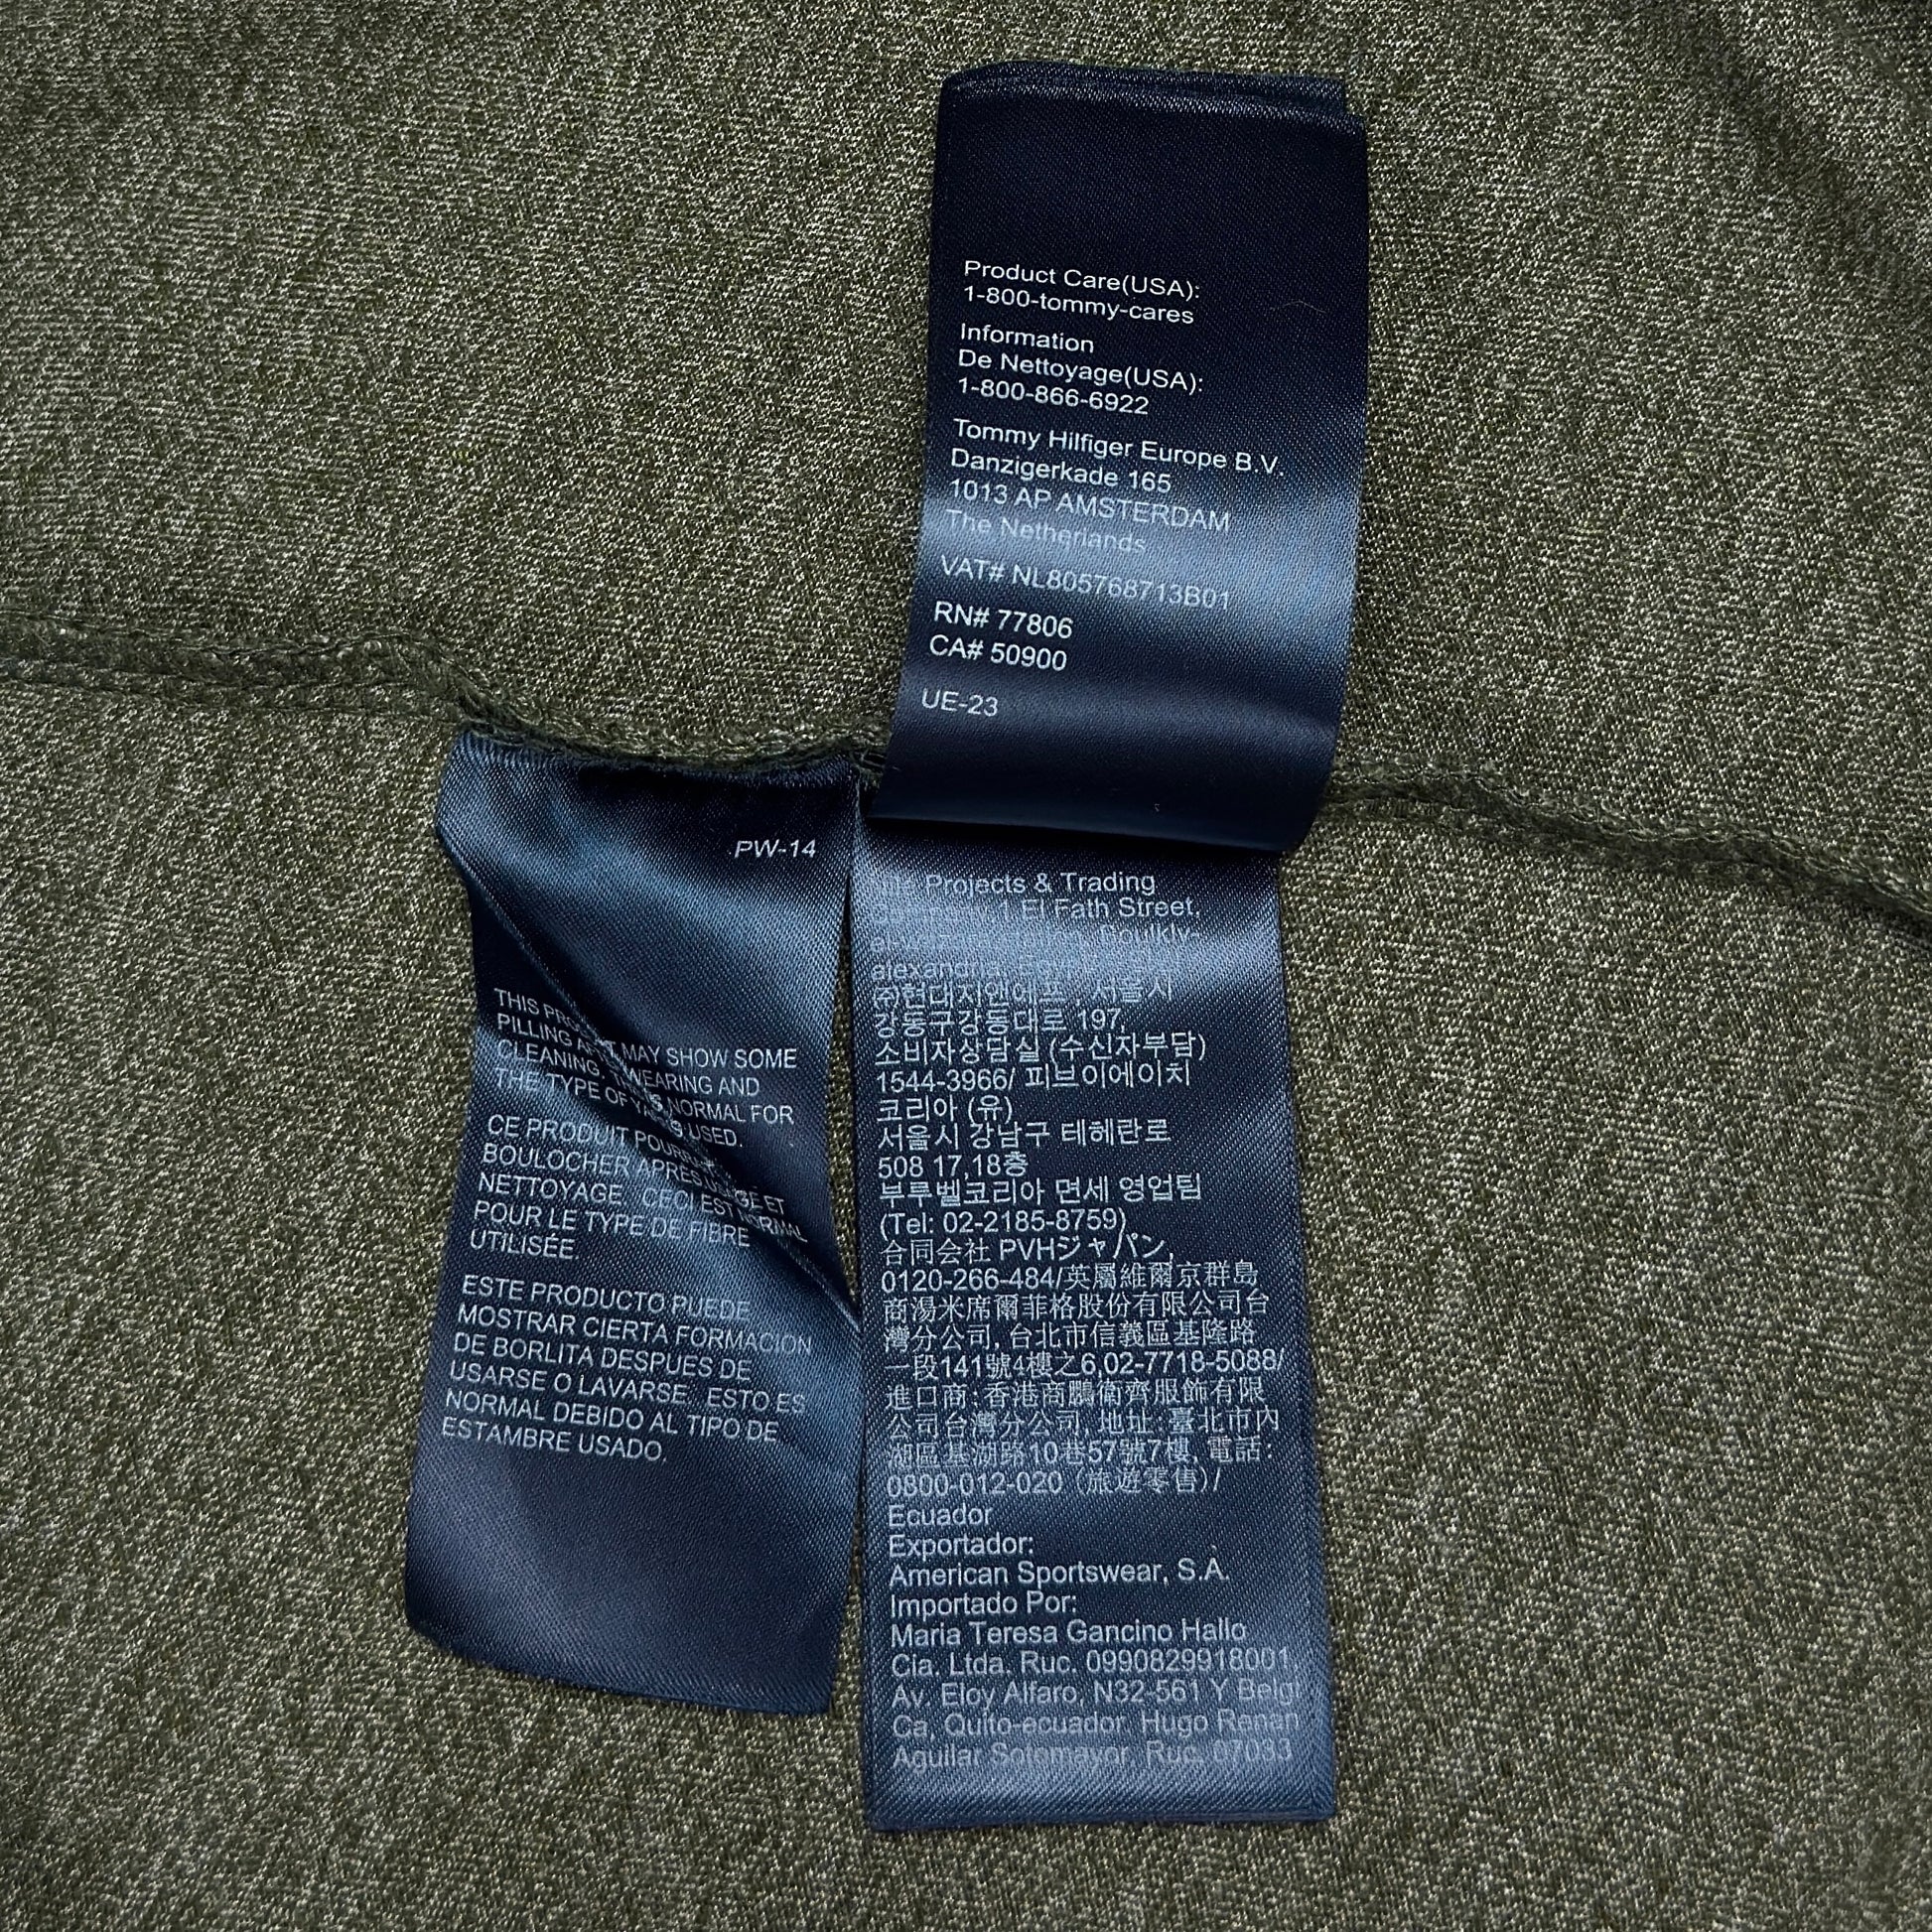 Product Care(USA):
1-800-tommy-cares
Information
De Nettoyage(USA):
1-800-866-6922
Tommy Hilfiger Europe B.V.
Danzigerkade 165
1013 AP AMSTERDAM
The Netherlands
VAT# NL805768713B01
RN# 77806
CA# 50900
UE-23
PW-14
THIS
PILLING MAY SHOW SOME
CLEANING. WEARING AND
THE TYPE OF NORMAL FOR
USED.
CE PRODUIT
BOULOCHER APRÈS ET
NETTOYAGE. CECI EST NORMAL
POUR LE TYPE DE FIBRE
UTILISÉE.
ESTE PRODUCTO PUEDE
MOSTRAR CIERTA FORMACION
DE BORLITA DESPUES DE
USARSE O LAVARSE. ESTO ES
NORMAL DEBIDO AL TIPO DE
ESTAMBRE USADO.
Projects & Trading
1 El Fath Street,
alexandria,
㈜현대지앤에프, 서울시
강동구강동대로 197,
소비자상담실 (수신자부담)
1544-3966/ 피브이에이치
코리아 (유)
서울시 강남구 테헤란로
508 17,18층
부루벨코리아 면세 영업팀
(Tel: 02-2185-8759)
合同会社 PVHジャパン,
0120-266-484/英屬維爾京群島
商湯米席爾菲格股份有限公司台
灣分公司, 台北市信義區基隆路
一段141號4樓之6,02-7718-5088/
進口商:香港商鵬衛齊服飾有限
公司台灣分公司, 地址:臺北市內
湖區基湖路10巷57號7樓, 電話:
0800-012-020（旅遊零售)/
Ecuador
Exportador:
American Sportswear, S.A.
Importado Por:
Maria Teresa Gancino Hallo
Cia. Ltda. Ruc. 0990829918001,
Av. Eloy Alfaro, N32-561 Y Belgi
Ca, Quito-ecuador, Hugo Renan
Aguilar Sotomayor, Ruc. 07033